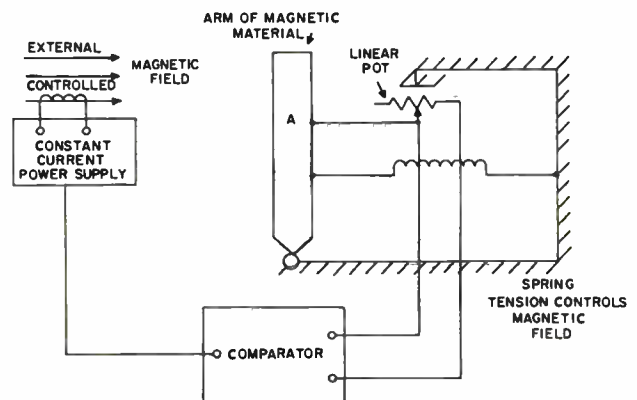 ARM OF MAGNETIC
MATERIAL
EXTERNAL
MAGNETIC
FIELD
CONTROLLED
CONSTANT
CURRENT
POWER SUPPLY
LINEAR
POT
A
SPRING
TENSION CONTROLS
MAGNETIC
FIELD
COMPARATOR